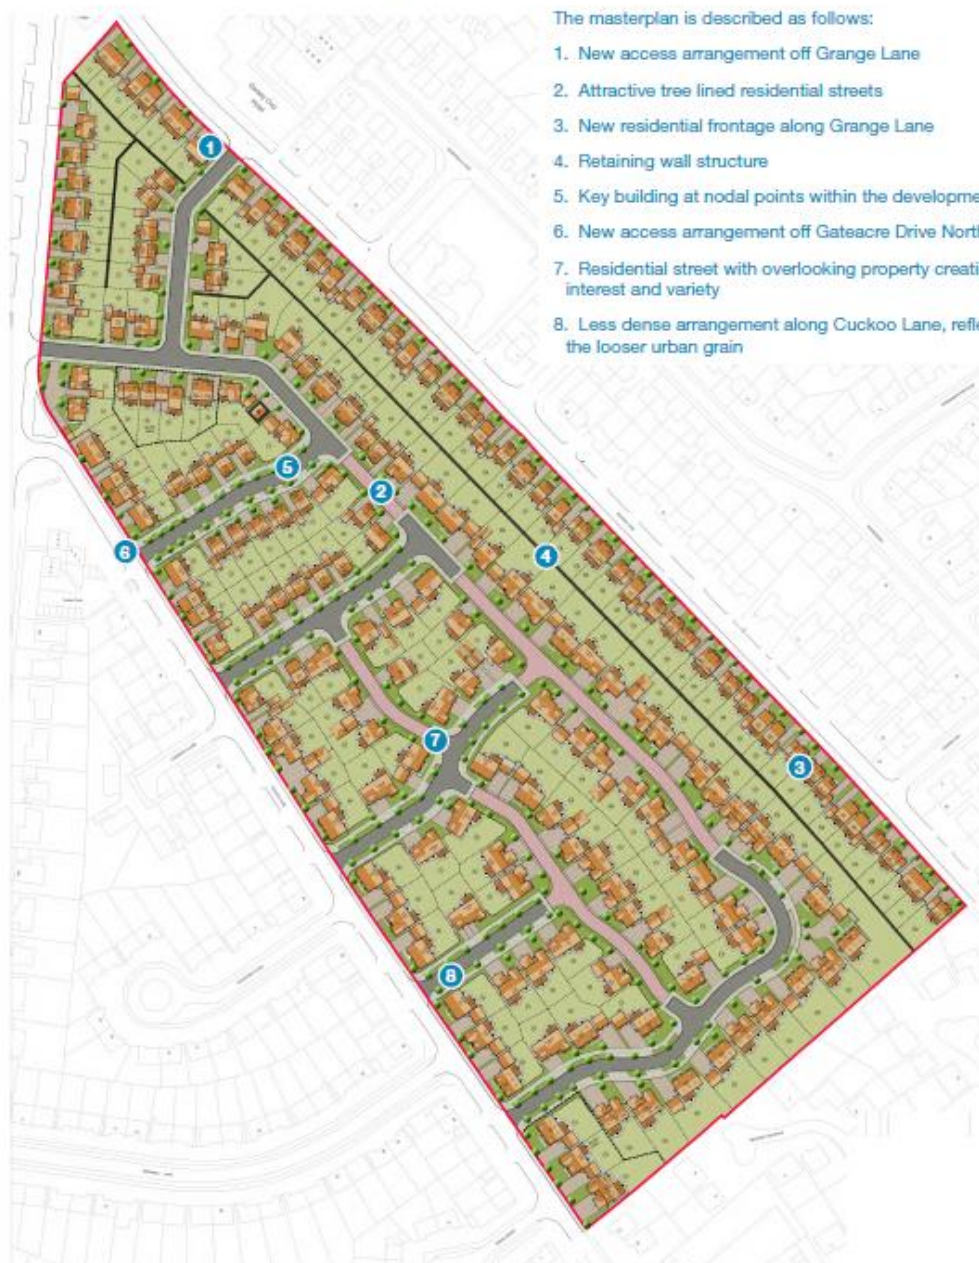 The masterplan is described as follows:
1. New access arrangement off Grange Lane
2. Attractive tree lined residential streets
3. New residential frontage along Grange Lane
4. Retaining wall structure
5. Key building at nodal points within the developme
6. New access arrangement off Gateacre Drive North
7. Residential street with overlooking property creati
interest and variety
8. Less dense arrangement along Cuckoo Lane, refle
the looser urban grain
1
5
2
6
4
7
3
8